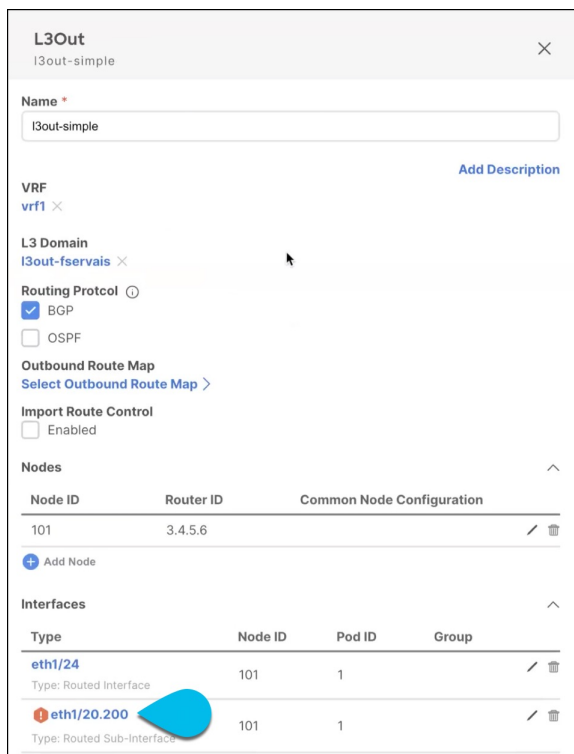 L3Out
l3out-simple
Name *
l3out-simple
Add Description
VRF
vrf1
L3 Domain
l3out-fservais
Routing Protcol
BGP
OSPF
Outbound Route Map
Select Outbound Route Map >
Import Route Control
Enabled
Nodes
Node ID Router ID Common Node Configuration
101 3.4.5.6
Add Node
Interfaces
Type Node ID Pod ID Group
eth1/24
Type: Routed Interface
101 1
eth1/20.200
Type: Routed Sub-Interface
101 1